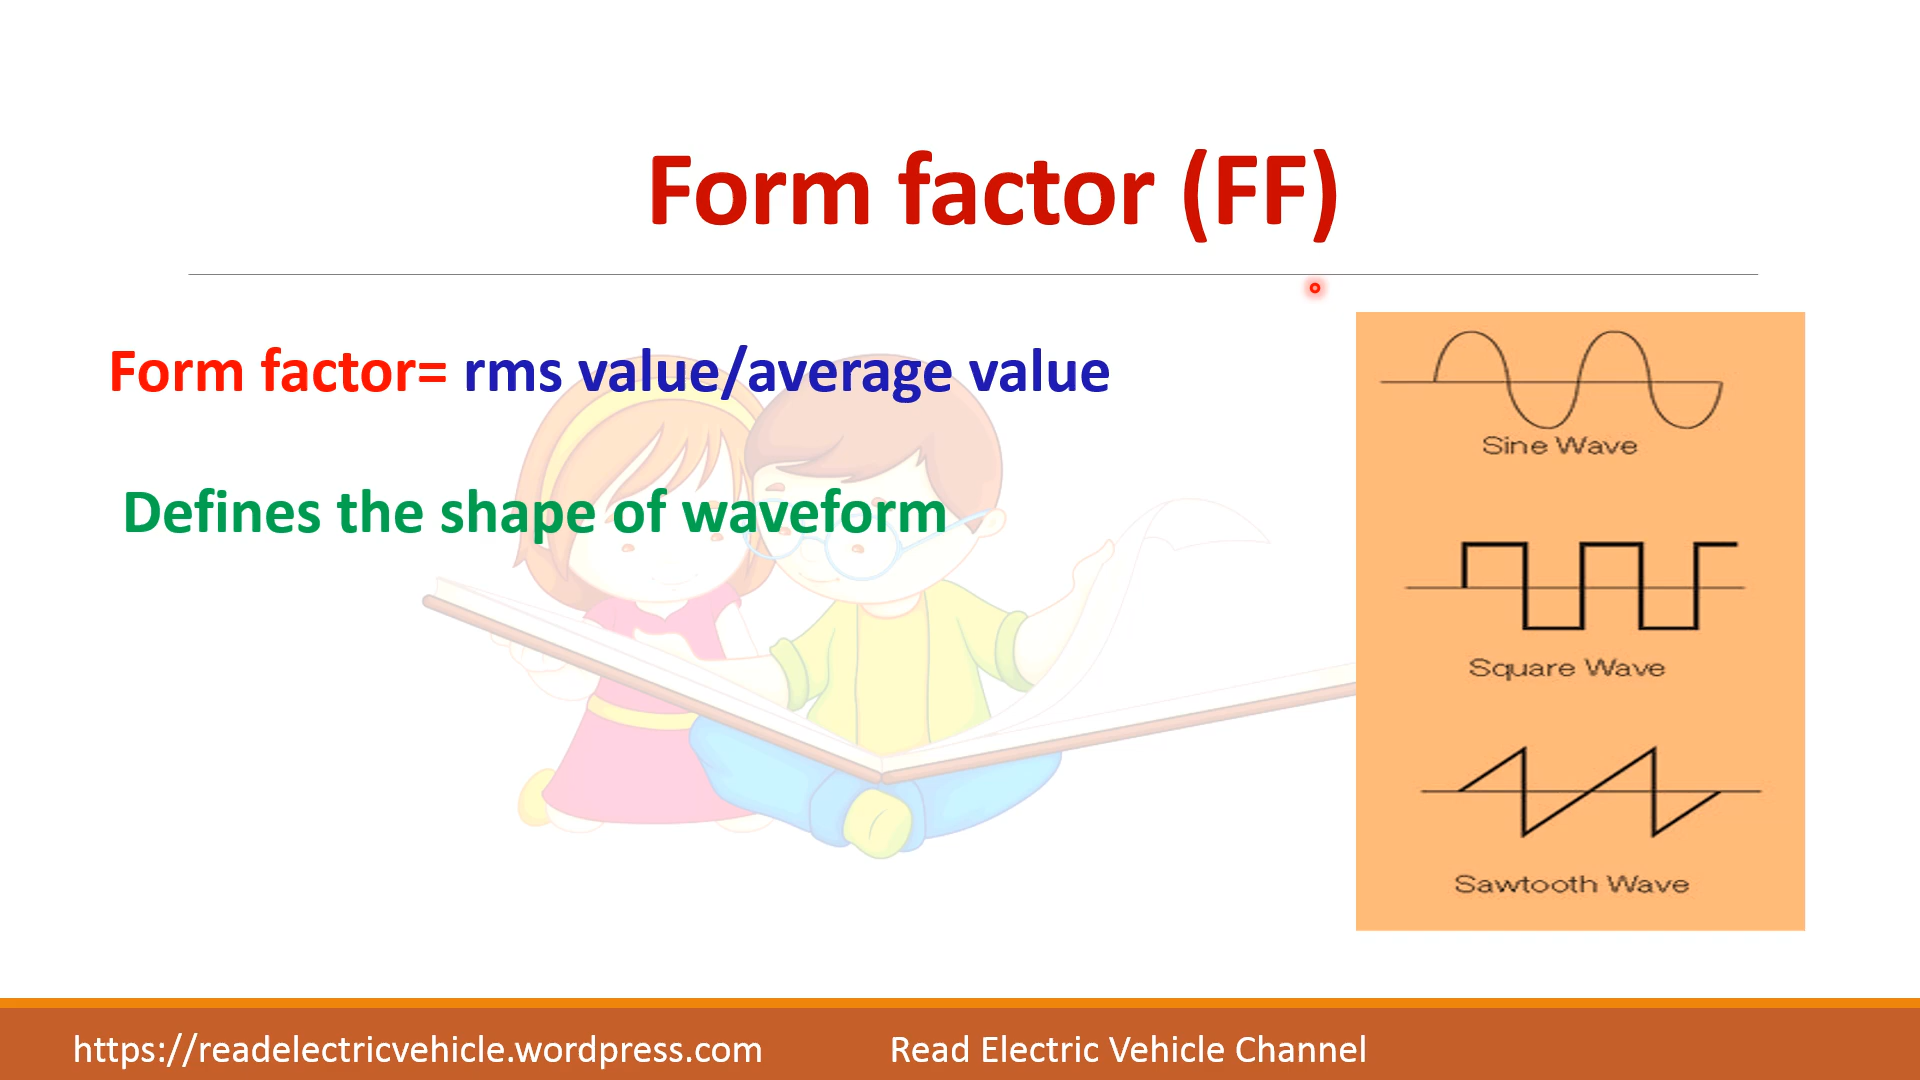 Form factor (FF)
Form factor= rms value/average value
Defines the shape of waveform
Sine Wave
Square Wave
Sawtooth Wave
https://readelectricvehicle.wordpress.com
Read Electric Vehicle Channel